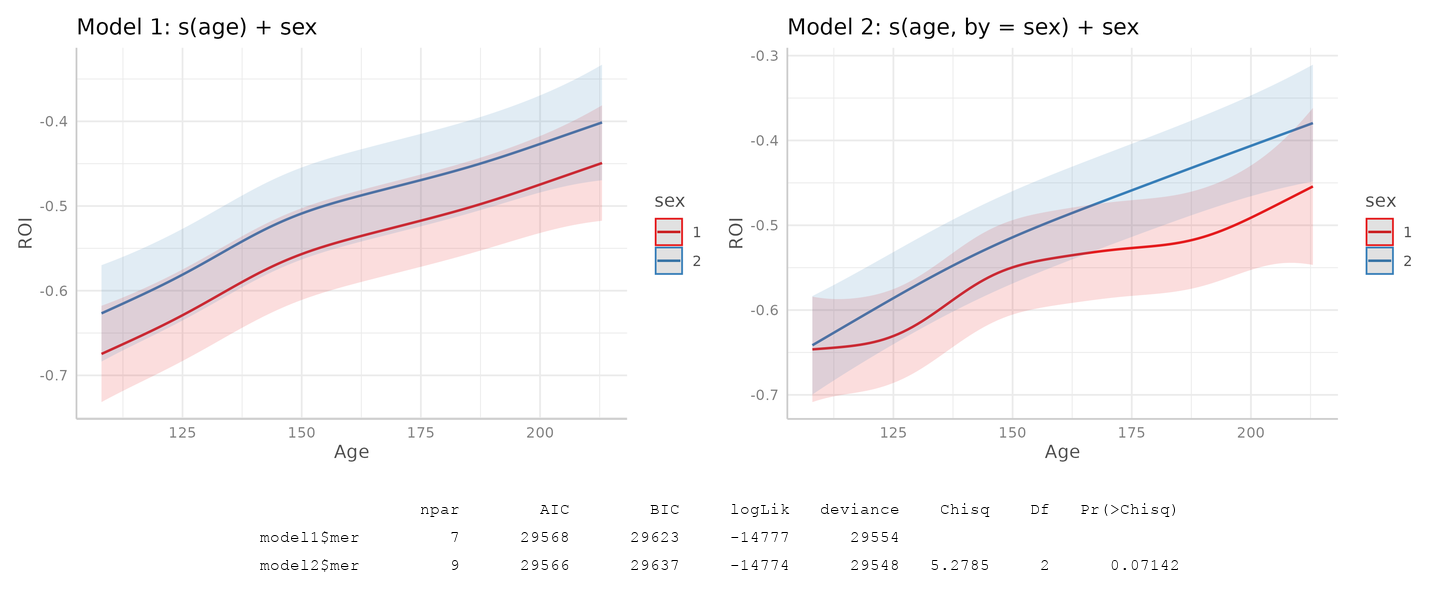 Model 1: s(age) + sex
-0.4
-0.5
-0.6
-0.7
ROI
125 150 175 200
Age
sex
1
2
Model 2: s(age, by = sex) + sex
-0.3
-0.4
-0.5
-0.6
-0.7
ROI
125 150 175 200
Age
sex
1
2
npar AIC BIC logLik deviance Chisq Df Pr(>Chisq)
model1$mer 7 29568 29623 -14777 29554
model2$mer 9 29566 29637 -14774 29548 5.2785 2 0.07142